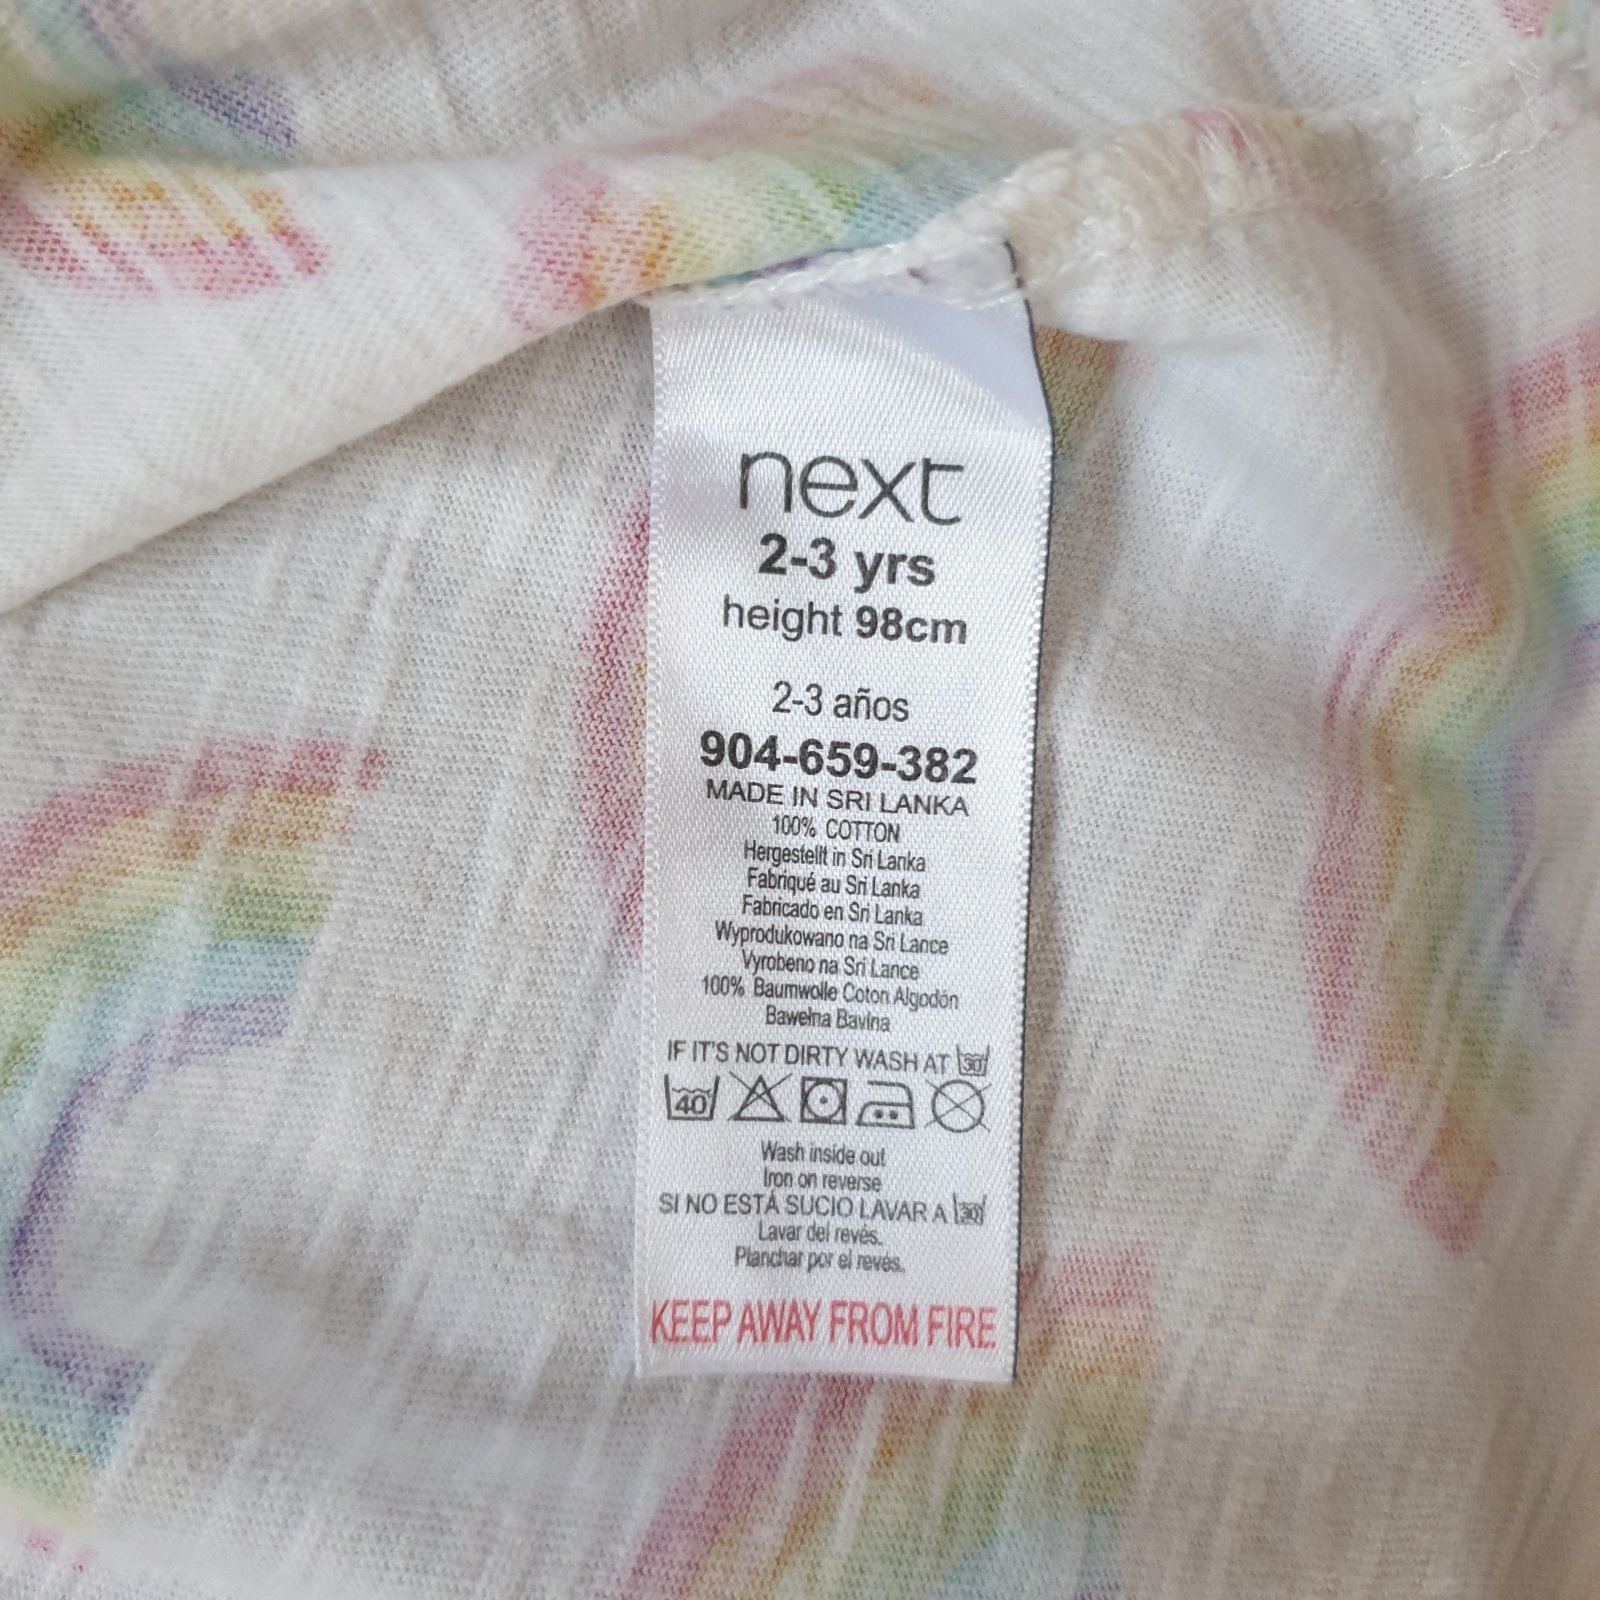 next
2-3 yrs
height 98cm
2-3 años
904-659-382
MADE IN SRI LANKA
100% COTTON
Hergestellt in Sri Lanka
Fabriqué au Sri Lanka
Fabricado en Sri Lanka
Wyprodukowano na Sri Lance
Vyrobeno na Sri Lance
100% Baumwolle Coton Algodón
Bawełna Bavlna
IF IT'S NOT DIRTY WASH AT 30
40
Wash inside out
Iron on reverse
SI NO ESTÁ SUCIO LAVAR A 30
Lavar del revés.
Planchar por el revés.
KEEP AWAY FROM FIRE